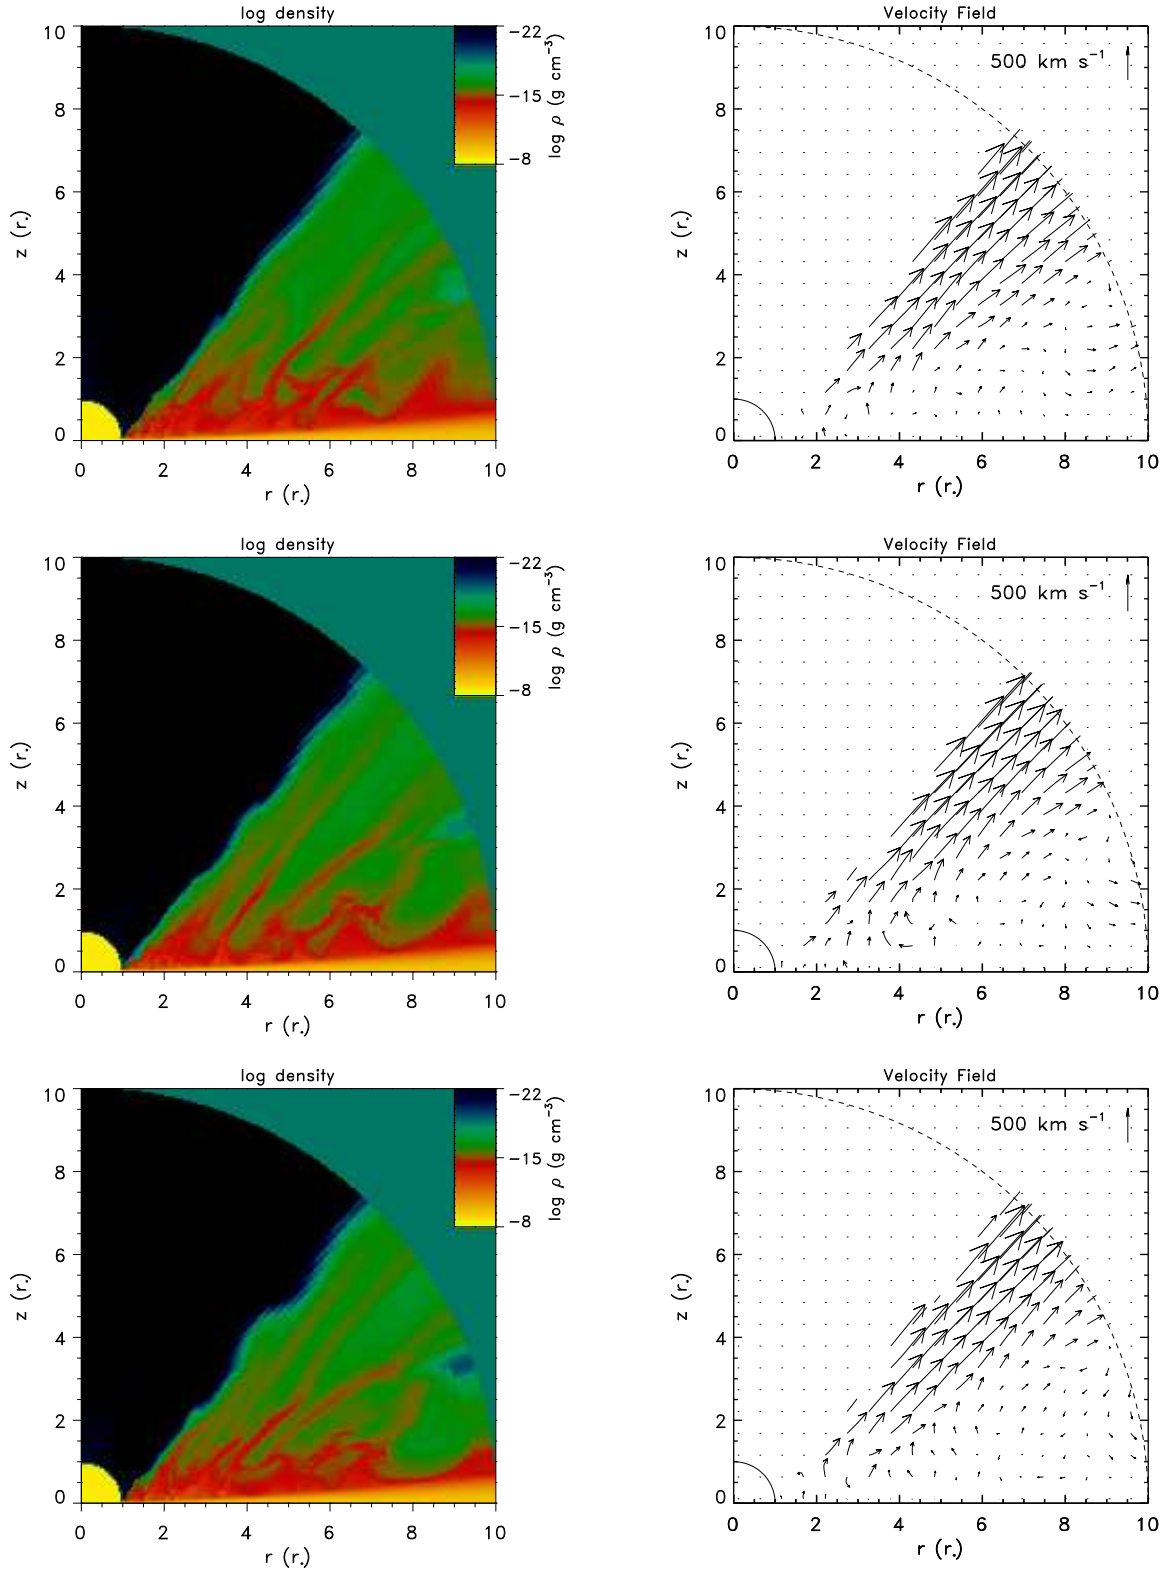 log density
10
8
6
4
2
0
0 2 4 6 8 10
z (r*)
r (r*)
−22
−15
−8
log ρ (g cm⁻³)
Velocity Field
500 km s⁻¹
10
8
6
4
2
0
0 2 4 6 8 10
z (r*)
r (r*)
log density
10
8
6
4
2
0
0 2 4 6 8 10
z (r*)
r (r*)
−22
−15
−8
log ρ (g cm⁻³)
Velocity Field
500 km s⁻¹
10
8
6
4
2
0
0 2 4 6 8 10
z (r*)
r (r*)
log density
10
8
6
4
2
0
0 2 4 6 8 10
z (r*)
r (r*)
−22
−15
−8
log ρ (g cm⁻³)
Velocity Field
500 km s⁻¹
10
8
6
4
2
0
0 2 4 6 8 10
z (r*)
r (r*)